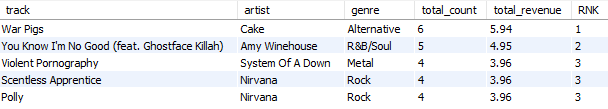 track artist genre total_count total_revenue RNK
War Pigs Cake Alternative 6 5.94 1
You Know I'm No Good (feat. Ghostface Killah) Amy Winehouse R&B/Soul 5 4.95 2
Violent Pornography System Of A Down Metal 4 3.96 3
Scentless Apprentice Nirvana Rock 4 3.96 3
Polly Nirvana Rock 4 3.96 3